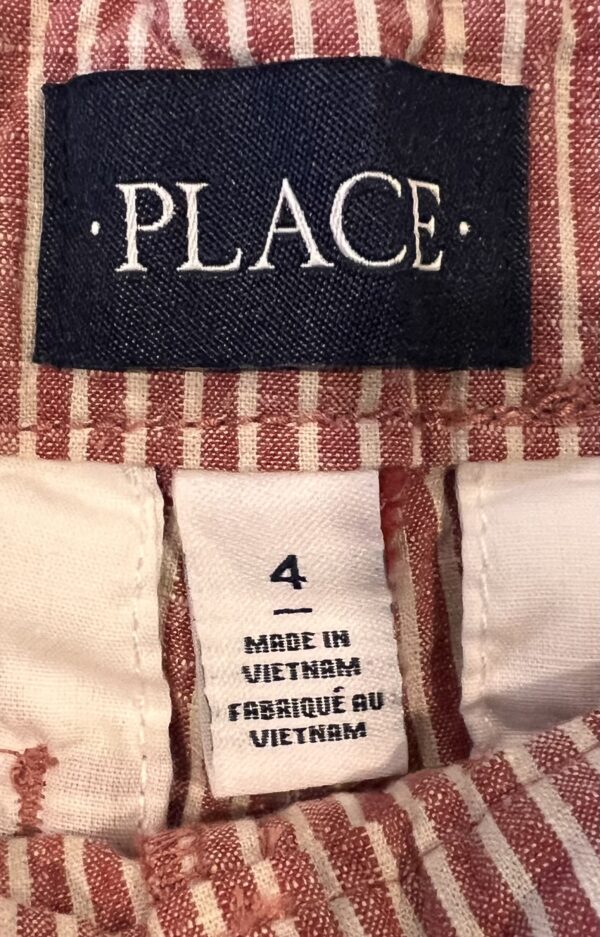 · PLACE ·
4
MADE IN
VIETNAM
FABRIQUÉ AU
VIETNAM